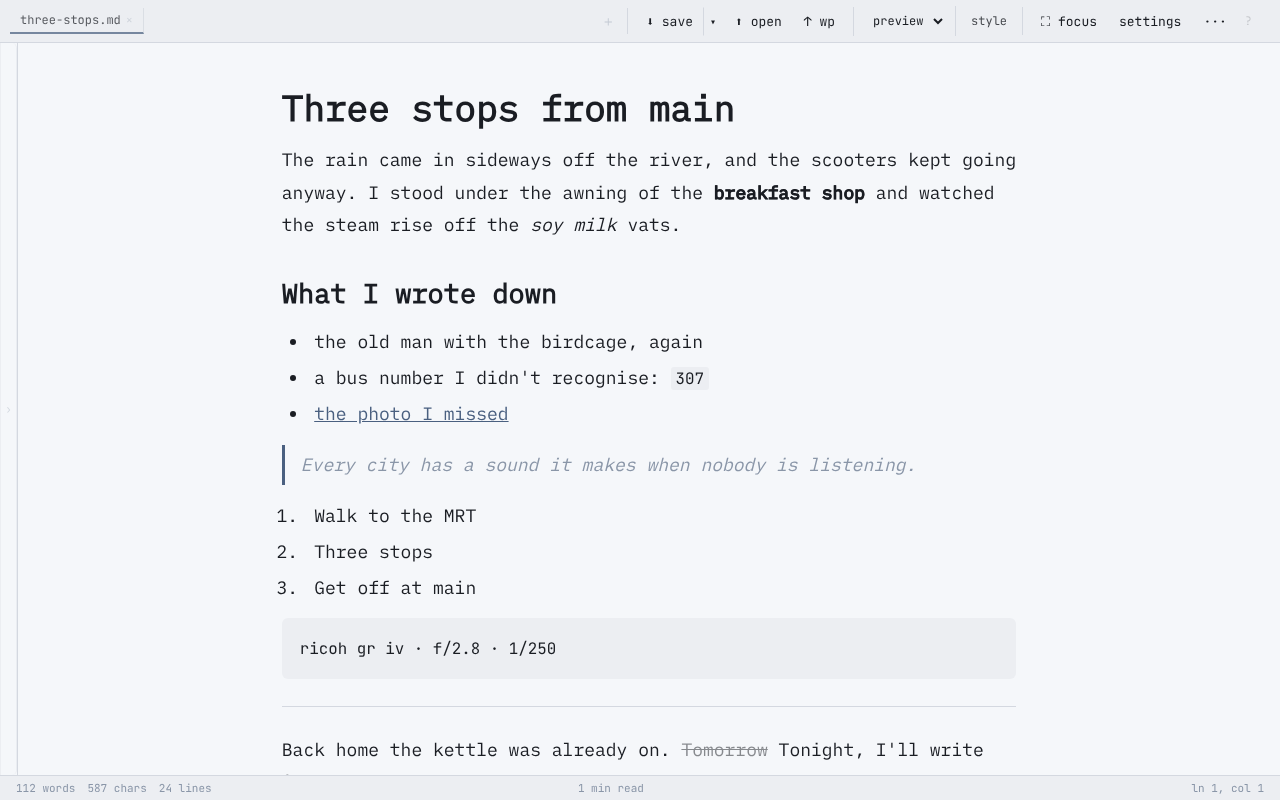 three-stops.md ×
+
⬇ save ▾
⬆ open
↑ wp
preview
style
focus
settings
···
?
Three stops from main
The rain came in sideways off the river, and the scooters kept going
anyway. I stood under the awning of the breakfast shop and watched
the steam rise off the soy milk vats.
What I wrote down
• the old man with the birdcage, again
• a bus number I didn't recognise: 307
• the photo I missed
Every city has a sound it makes when nobody is listening.
1. Walk to the MRT
2. Three stops
3. Get off at main
ricoh gr iv · f/2.8 · 1/250
Back home the kettle was already on. Tomorrow Tonight, I'll write
112 words 587 chars 24 lines
1 min read
ln 1, col 1